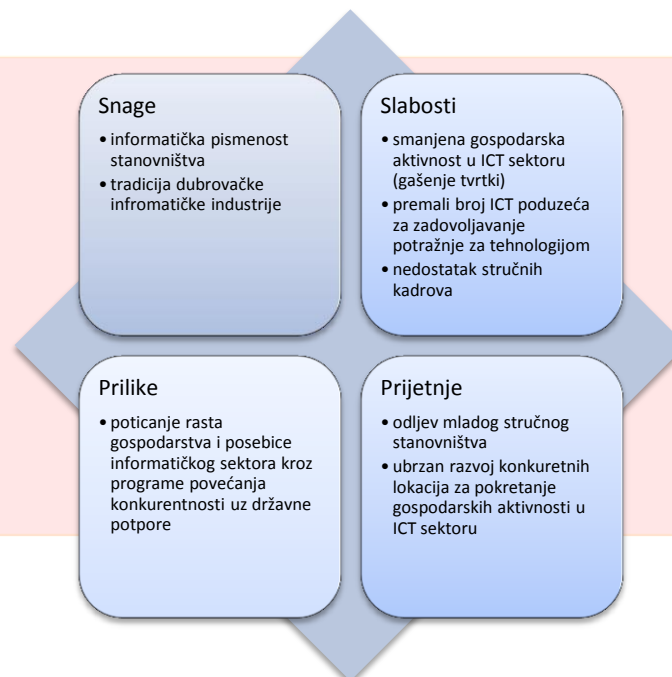 Snage
• informatička pismenost
stanovništva
• tradicija dubrovačke
infromatičke industrije
Slabosti
• smanjena gospodarska
aktivnost u ICT sektoru
(gašenje tvrtki)
• premali broj ICT poduzeća
za zadovoljavanje
potražnje za tehnologijom
• nedostatak stručnih
kadrova
Prilike
• poticanje rasta
gospodarstva i posebice
informatičkog sektora kroz
programe povećanja
konkurentnosti uz državne
potpore
Prijetnje
• odljev mladog stručnog
stanovništva
• ubrzan razvoj konkuretnih
lokacija za pokretanje
gospodarskih aktivnosti u
ICT sektoru